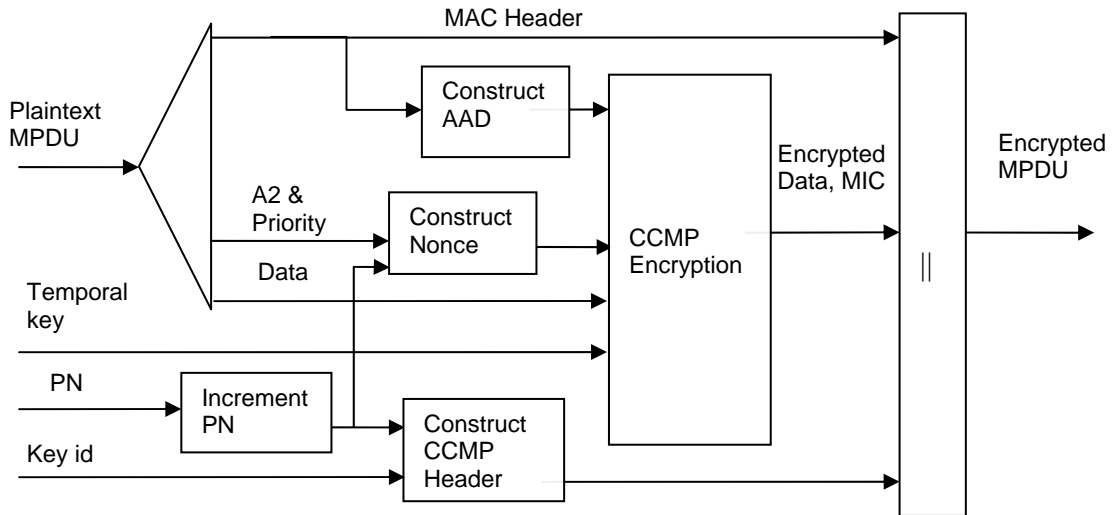 MAC Header
Plaintext
MPDU
Construct
AAD
Encrypted
Data, MIC
Encrypted
MPDU
A2 &
Priority
Construct
Nonce
CCMP
Encryption
||
Data
Temporal
key
PN
Increment
PN
Construct
CCMP
Header
Key id